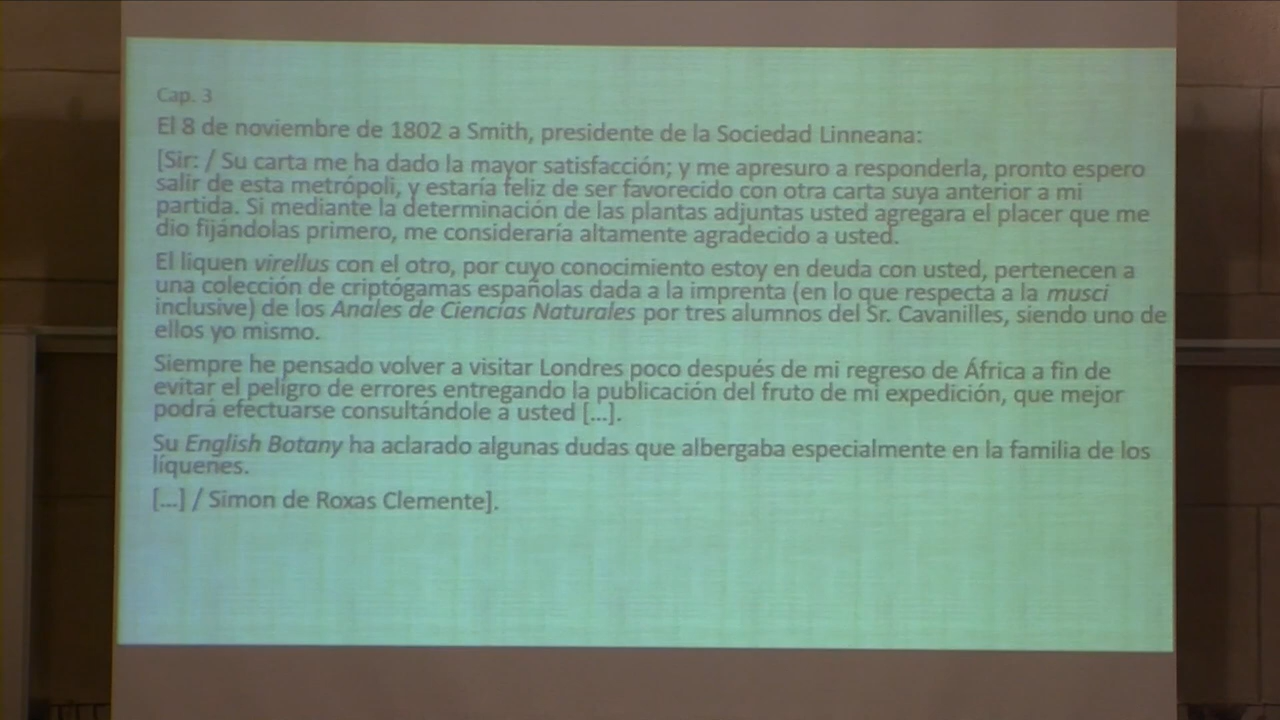 Cap. 3
El 8 de noviembre de 1802 a Smith, presidente de la Sociedad Linneana:
[Sir: / Su carta me ha dado la mayor satisfacción; y me apresuro a responderla, pronto espero
salir de esta metrópoli, y estaría feliz de ser favorecido con otra carta suya anterior a mi
partida. Si mediante la determinación de las plantas adjuntas usted agregara el placer que me
dio fijándolas primero, me consideraría altamente agradecido a usted.
El liquen virellus con el otro, por cuyo conocimiento estoy en deuda con usted, pertenecen a
una colección de criptógamas españolas dada a la imprenta (en lo que respecta a la musci
inclusive) de los Anales de Ciencias Naturales por tres alumnos del Sr. Cavanilles, siendo uno de
ellos yo mismo.
Siempre he pensado volver a visitar Londres poco después de mi regreso de África a fin de
evitar el peligro de errores entregando la publicación del fruto de mi expedición, que mejor
podrá efectuarse consultándole a usted [...].
Su English Botany ha aclarado algunas dudas que albergaba especialmente en la familia de los
líquenes.
[...] / Simon de Roxas Clemente].